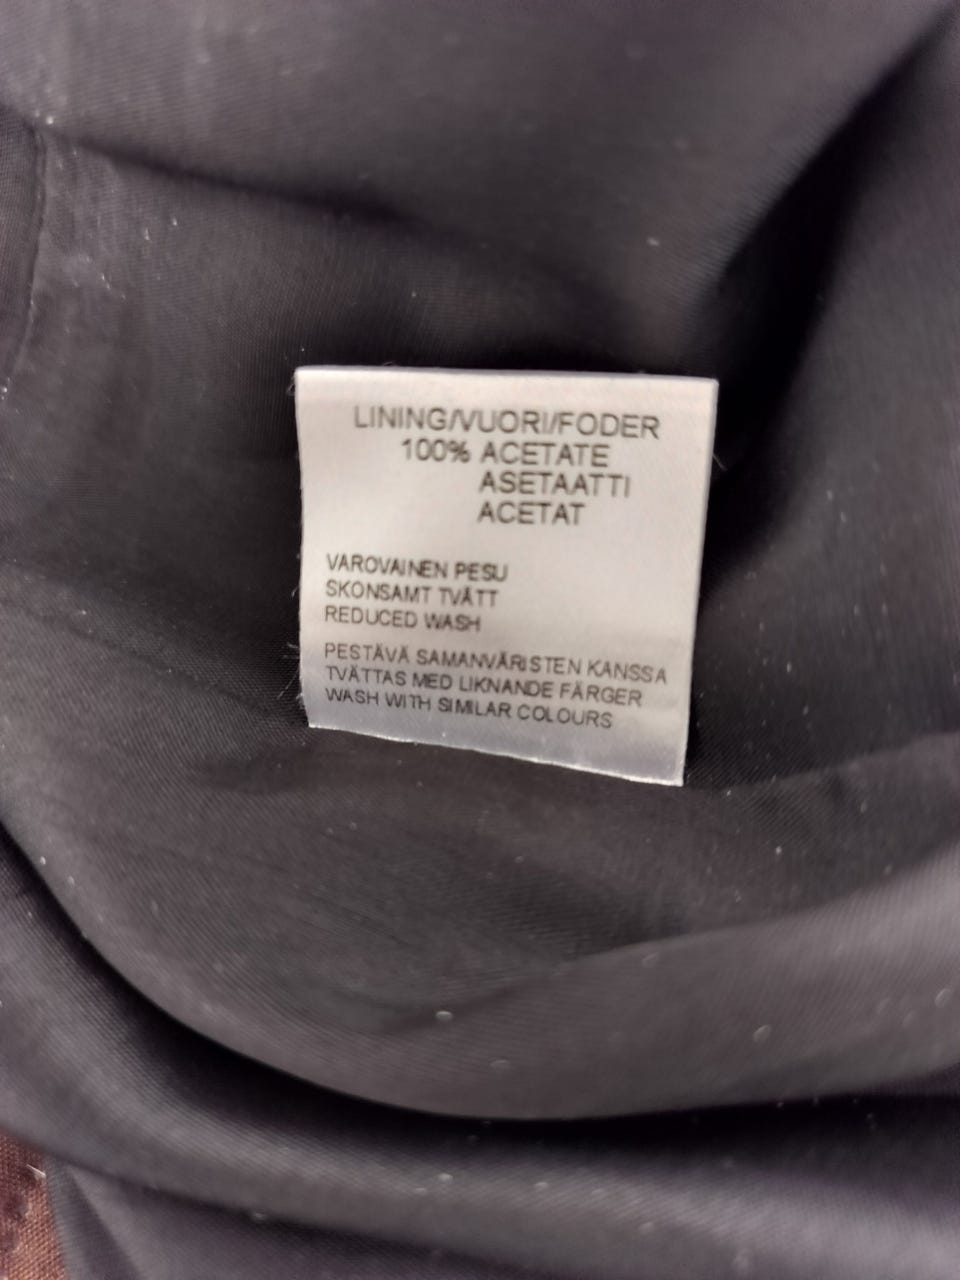 LINING/VUORI/FODER
100% ACETATE
ASETAATTI
ACETAT
VAROVAINEN PESU
SKONSAMT TVÄTT
REDUCED WASH
PESTÄVÄ SAMANVÄRISTEN KANSSA
TVÄTTAS MED LIKNANDE FÄRGER
WASH WITH SIMILAR COLOURS